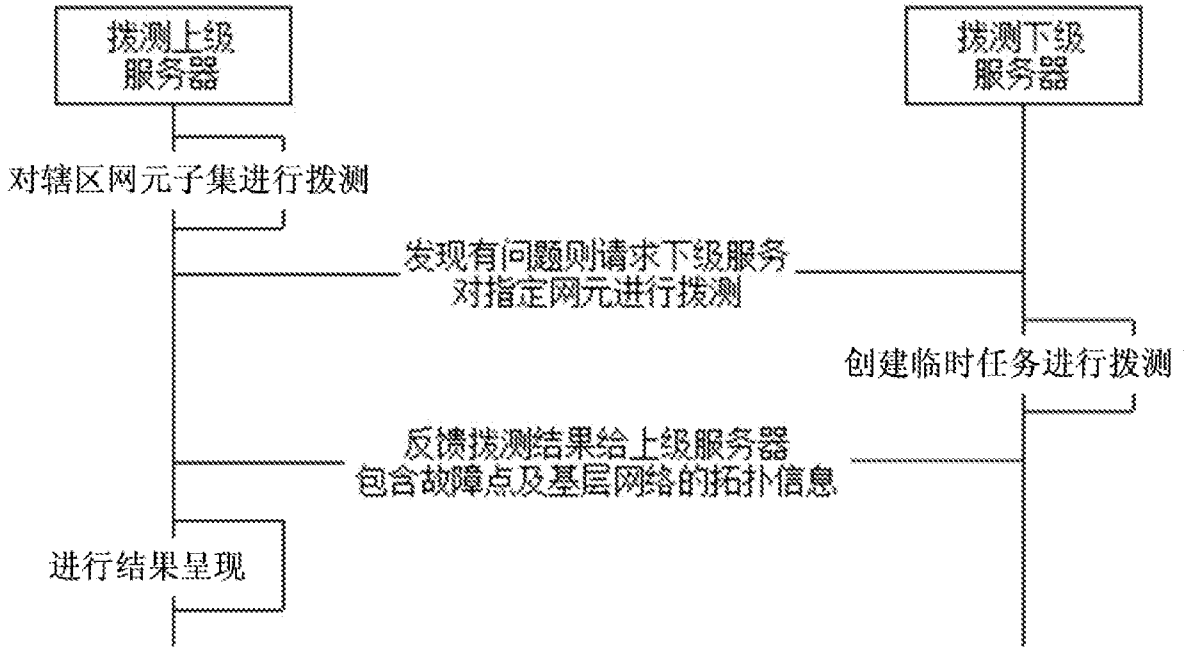 拨测上级
服务器
拨测下级
服务器
对辖区网元子集进行拨测
发现有问题则请求下级服务
对指定网元进行拨测
创建临时任务进行拨测
反馈拨测结果给上级服务器
包含故障点及基层网络的拓扑信息
进行结果呈现